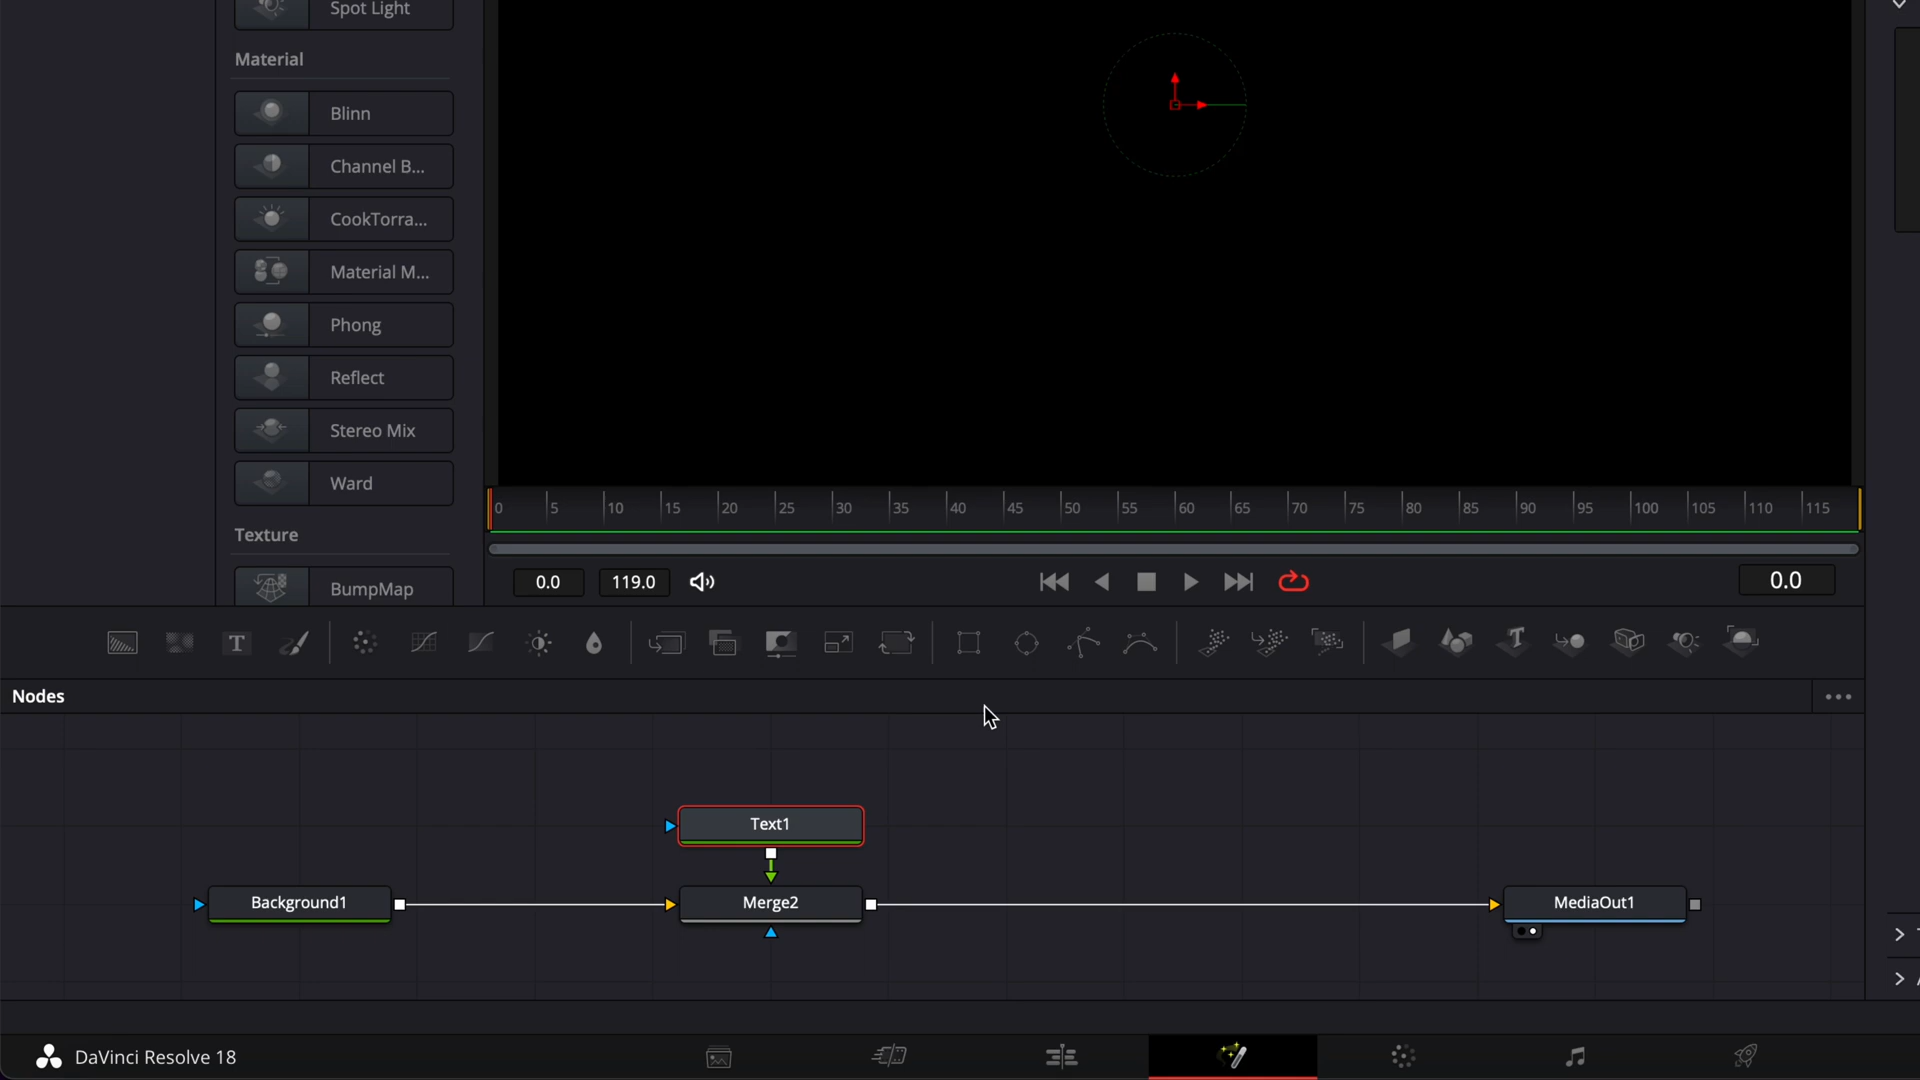 Spot Light
Material
Blinn
Channel B...
CookTorra...
Material M...
Phong
Reflect
Stereo Mix
Ward
Texture
BumpMap
0 5 10 15 20 25 30 35 40 45 50 55 60 65 70 75 80 85 90 95 100 105 110 115
0.0 119.0 0.0
T
Nodes
Text1
Background1 Merge2 MediaOut1
DaVinci Resolve 18